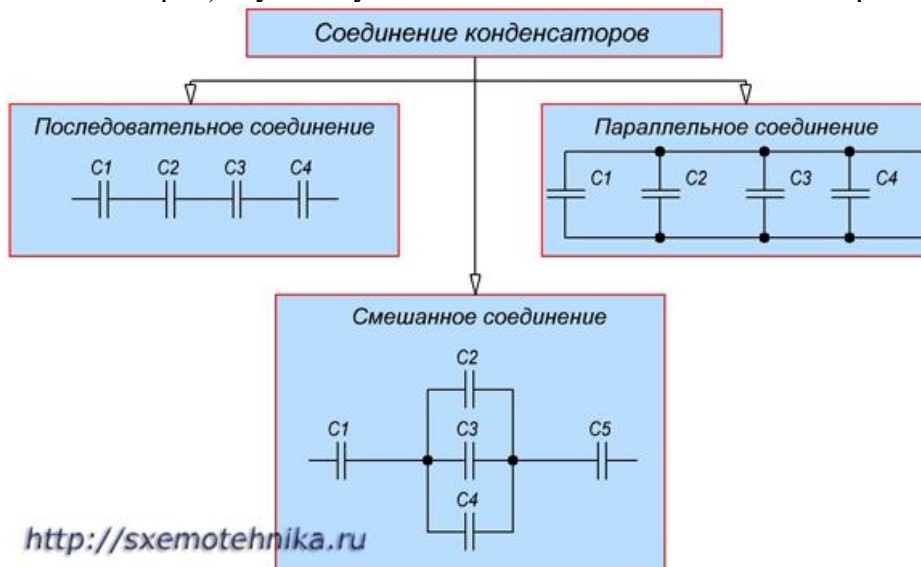 Соединение конденсаторов
Последовательное соединение
C1 C2 C3 C4
Параллельное соединение
C1 C2 C3 C4
Смешанное соединение
C2
C1 C3 C5
C4
http://sxemotehnika.ru